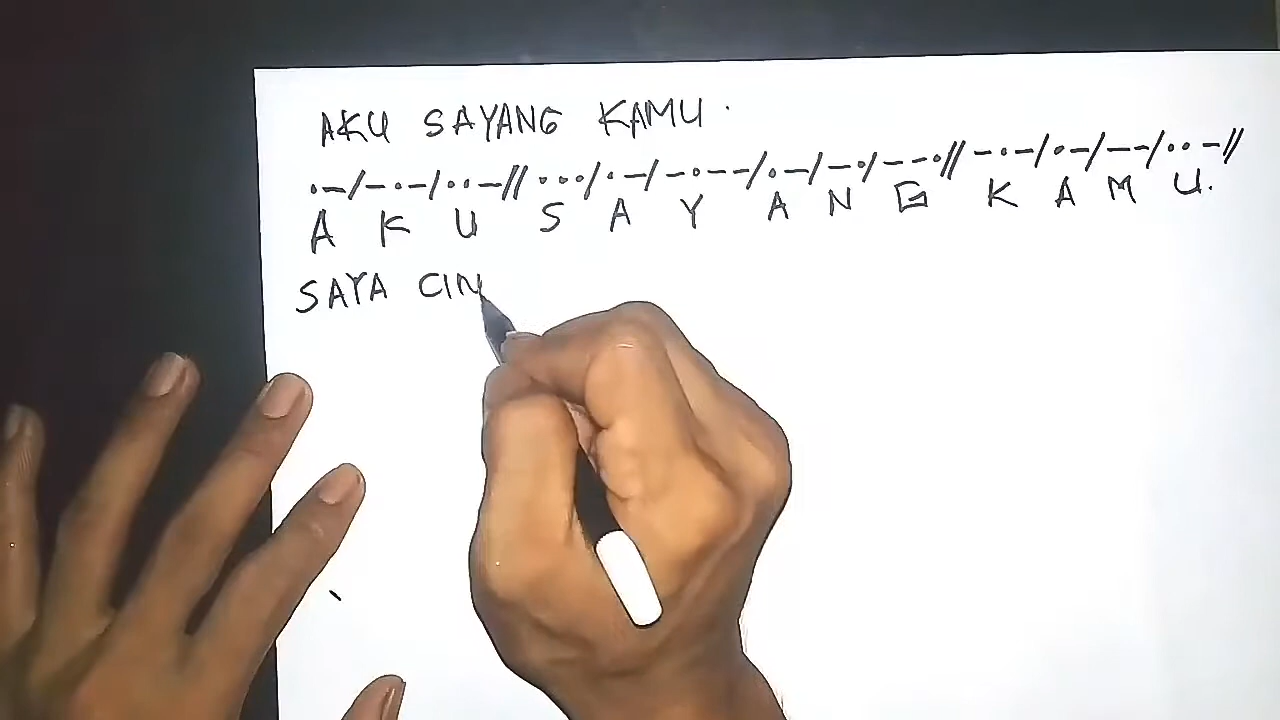 AKU SAYANG KAMU.
.-/-.-/..-//.../.-/-.--/.-/-./--.//-.-/.-/--/..-//
A K U S A Y A N G K A M U.
SAYA CIN